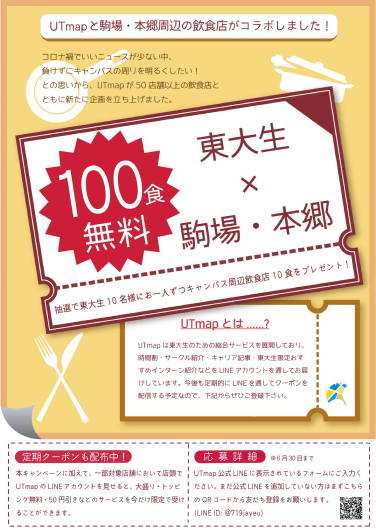 UTmapと駒場・本郷周辺の飲食店がコラボしました！
コロナ禍でいいニュースが少ない中、
負けずにキャンパスの周りを明るくしたい！
との思いから、UTmapが50店舗以上の飲食店と
ともに新たに企画を立ち上げました。
100食
無料
東大生
×
駒場・本郷
抽選で東大生10名様にお一人ずつキャンパス周辺飲食店10食をプレゼント！
UTmapとは……?
UTmapは東大生のための総合サービスを展開しており、
時間割・サークル紹介・キャリア記事・東大生限定おす
すめインターン紹介などをLINEアカウントを通してお届
けしています。今後も定期的にLINEを通してクーポンを
配信する予定なので、下記からぜひご登録下さい。
定期クーポンも配布中！
本キャンペーンに加えて、一部対象店舗において店頭で
UTmapのLINEアカウントを見せると、大盛り・トッピ
ング無料・50円引きなどのサービスを今だけ限定で受け
ることができます。
応募詳細 ※6月30日まで
UTmap公式LINEに表示されているフォームにご入力く
ださい。まだ公式LINEを追加していない方はまずこちら
のQRコードから友だち登録をお願いします。
(LINE ID: @719jayeu)